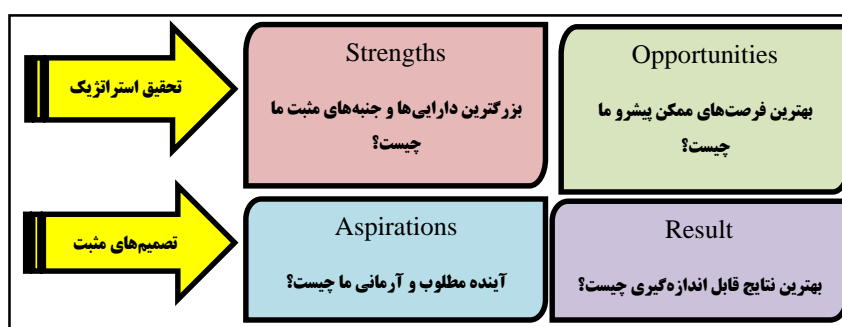 تحقیق استراتژیک
Strengths
بزرگترین دارایی‌ها و جنبه‌های مثبت ما
چیست؟
Opportunities
بهترین فرصت‌های ممکن پیشرو ما
چیست؟
تصمیم‌های مثبت
Aspirations
آینده مطلوب و آرمانی ما چیست؟
Result
بهترین نتایج قابل اندازه‌گیری چیست؟